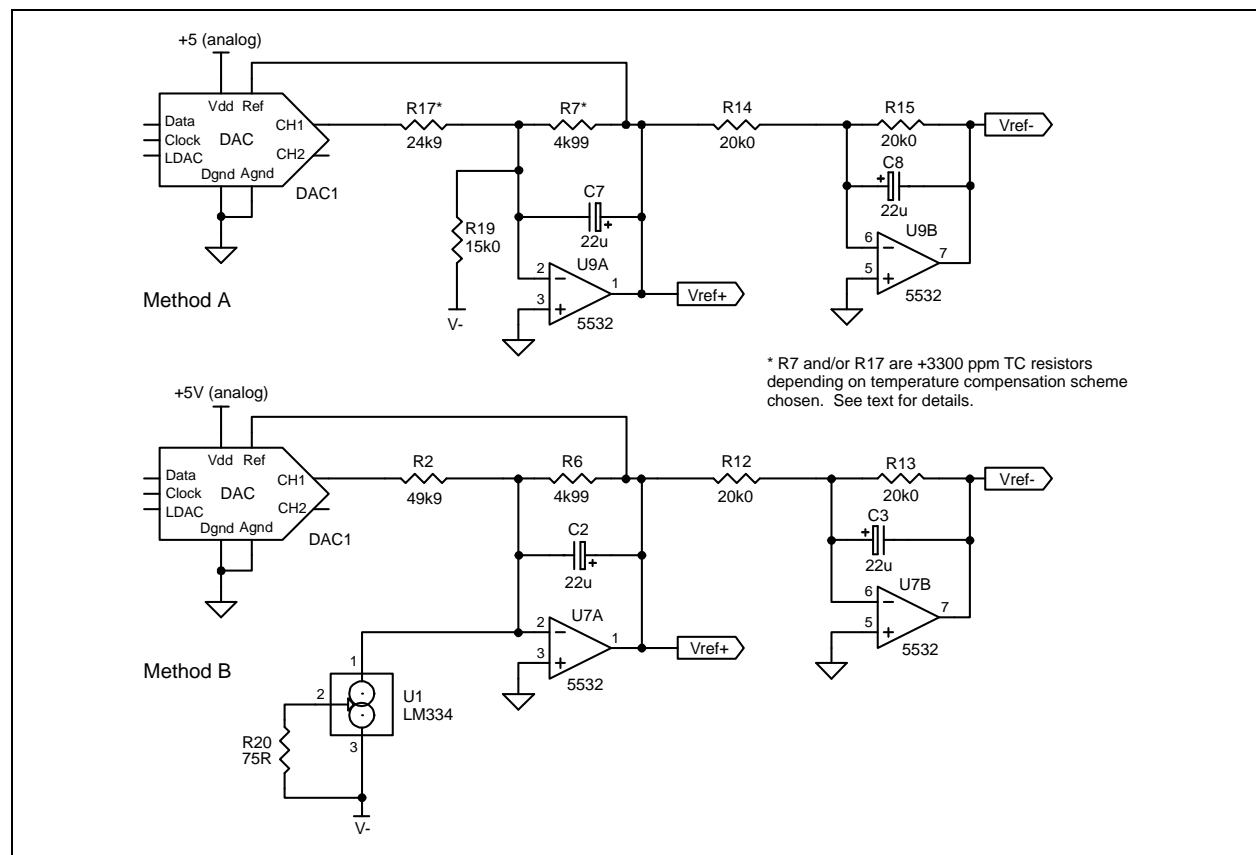 +5 (analog)
Vdd
Ref
Data
Clock
LDAC
DAC
CH1
CH2
Dgnd
Agnd
DAC1
R17*
24k9
R7*
4k99
R14
20k0
R15
20k0
Vref-
R19
15k0
V-
C7
+
22u
U9A
2
3
1
5532
Vref+
C8
+
22u
U9B
6
5
7
5532
Method A
* R7 and/or R17 are +3300 ppm TC resistors
depending on temperature compensation scheme
chosen. See text for details.
+5V (analog)
Vdd
Ref
Data
Clock
LDAC
DAC
CH1
CH2
Dgnd
Agnd
DAC1
R2
49k9
R6
4k99
R12
20k0
R13
20k0
Vref-
C2
+
22u
U7A
2
3
1
5532
Vref+
C3
+
22u
U7B
6
5
7
5532
Method B
1
2
3
U1
LM334
R20
75R
V-